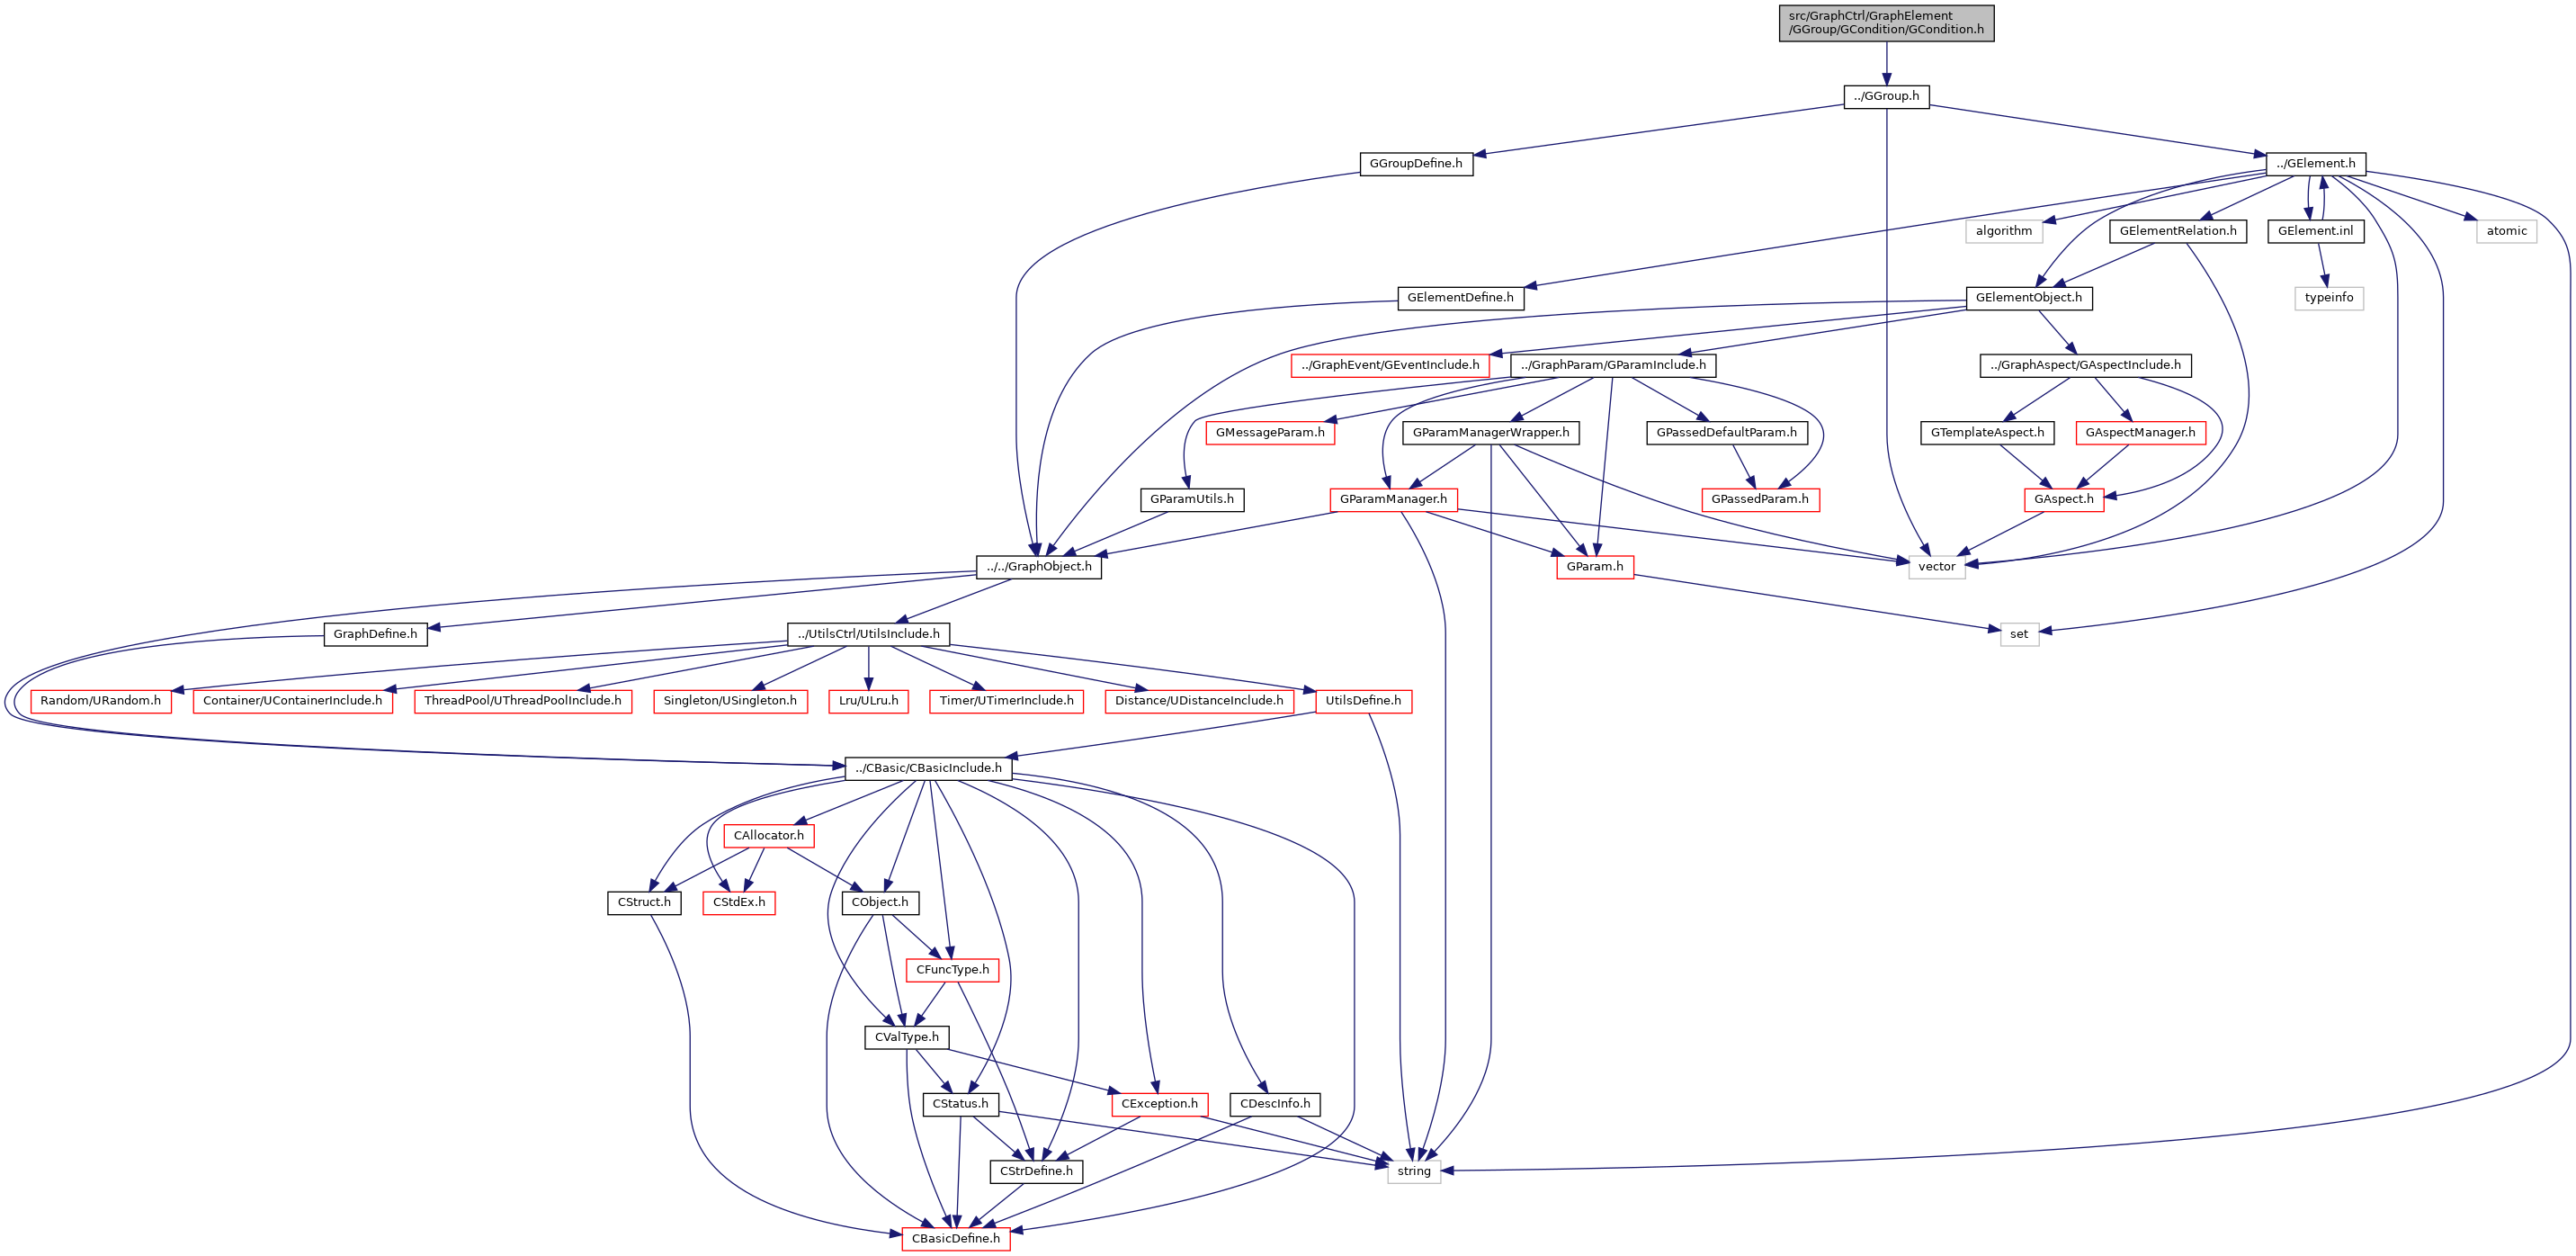 src/GraphCtrl/GraphElement
/GGroup/GCondition/GCondition.h
../GGroup.h
GGroupDefine.h
../GElement.h
algorithm
GElementRelation.h
GElement.inl
atomic
GElementDefine.h
GElementObject.h
typeinfo
../GraphEvent/GEventInclude.h
../GraphParam/GParamInclude.h
../GraphAspect/GAspectInclude.h
GMessageParam.h
GParamManagerWrapper.h
GPassedDefaultParam.h
GTemplateAspect.h
GAspectManager.h
GParamUtils.h
GParamManager.h
GPassedParam.h
GAspect.h
../../GraphObject.h
GParam.h
vector
GraphDefine.h
../UtilsCtrl/UtilsInclude.h
set
Random/URandom.h
Container/UContainerInclude.h
ThreadPool/UThreadPoolInclude.h
Singleton/USingleton.h
Lru/ULru.h
Timer/UTimerInclude.h
Distance/UDistanceInclude.h
UtilsDefine.h
../CBasic/CBasicInclude.h
CAllocator.h
CStruct.h
CStdEx.h
CObject.h
CFuncType.h
CValType.h
CStatus.h
CException.h
CDescInfo.h
CStrDefine.h
string
CBasicDefine.h